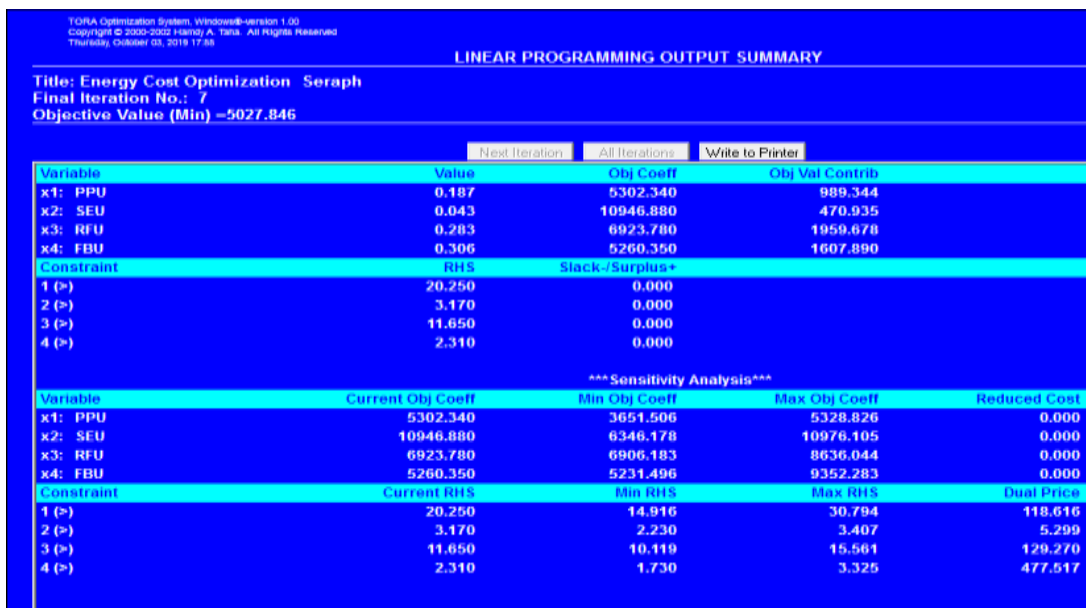 TORA Optimization System, Windows®-version 1.00
Copyright © 2000-2002 Hamdy A. Taha. All Rights Reserved
Thursday, October 03, 2019 17:55
LINEAR PROGRAMMING OUTPUT SUMMARY
Title: Energy Cost Optimization Seraph
Final Iteration No.: 7
Objective Value (Min) =5027.846
Next Iteration All Iterations Write to Printer
Variable Value Obj Coeff Obj Val Contrib
x1: PPU 0.187 5302.340 989.344
x2: SEU 0.043 10946.880 470.935
x3: RFU 0.283 6923.780 1959.678
x4: FBU 0.306 5260.350 1607.890
Constraint RHS Slack-/Surplus+
1 (>) 20.250 0.000
2 (>) 3.170 0.000
3 (>) 11.650 0.000
4 (>) 2.310 0.000
***Sensitivity Analysis***
Variable Current Obj Coeff Min Obj Coeff Max Obj Coeff Reduced Cost
x1: PPU 5302.340 3651.506 5328.826 0.000
x2: SEU 10946.880 6346.178 10976.105 0.000
x3: RFU 6923.780 6906.183 8636.044 0.000
x4: FBU 5260.350 5231.496 9352.283 0.000
Constraint Current RHS Min RHS Max RHS Dual Price
1 (>) 20.250 14.916 30.794 118.616
2 (>) 3.170 2.230 3.407 5.299
3 (>) 11.650 10.119 15.561 129.270
4 (>) 2.310 1.730 3.325 477.517